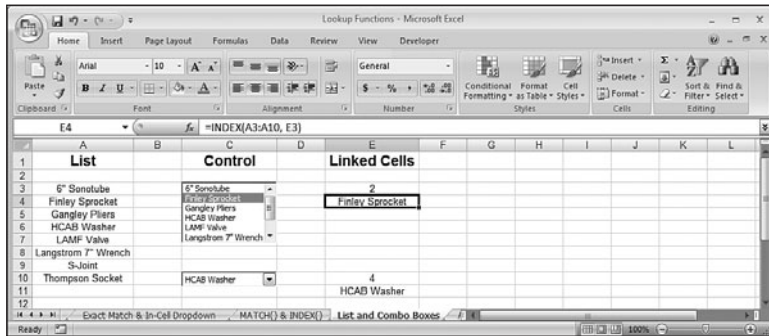 Lookup Functions - Microsoft Excel
Home Insert Page Layout Formulas Data Review View Developer
Paste
Arial 10 A A
B I U A
General
$ % ,
Conditional Formatting Format as Table Cell Styles
Insert
Delete
Format
Σ
Sort & Filter Find & Select
Clipboard Font Alignment Number Styles Cells Editing
E4 fx =INDEX(A3:A10, E3)
A B C D E F G H I J K L
1 List Control Linked Cells
2
3 6" Sonotube 6" Sonotube 2
4 Finley Sprocket Finley Sprocket Finley Sprocket
5 Gangley Pliers Gangley Pliers
6 HCAB Washer HCAB Washer
7 LAMF Valve LAMF Valve
8 Langstrom 7" Wrench Langstrom 7" Wrench
9 S-Joint
10 Thompson Socket HCAB Washer 4
11 HCAB Washer
12
Exact Match & In-Cell Dropdown MATCH() & INDEX() List and Combo Boxes
Ready 100%